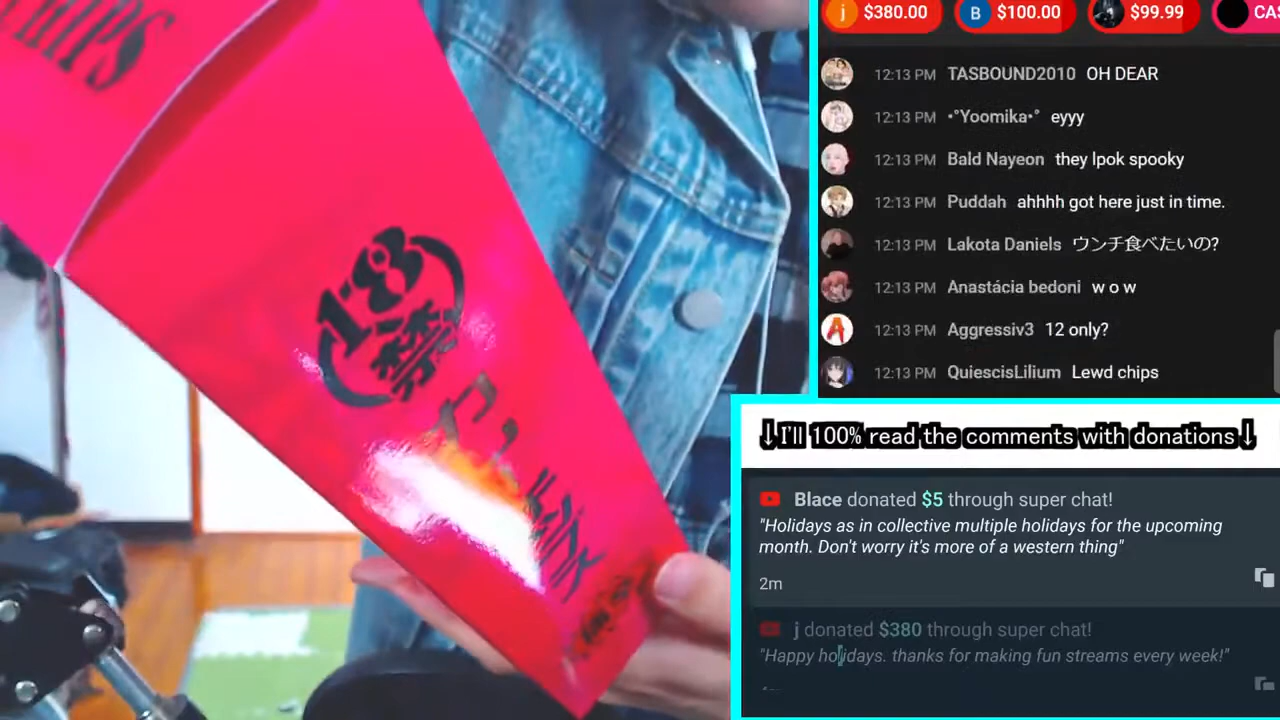 HIPS
18
禁
$380.00
B $100.00
$99.99
CAS
12:13 PM TASBOUND2010 OH DEAR
12:13 PM •°Yoomika•° eyyy
12:13 PM Bald Nayeon they lpok spooky
12:13 PM Puddah ahhhh got here just in time.
12:13 PM Lakota Daniels ウンチ食べたいの?
12:13 PM Anastácia bedoni w o w
12:13 PM Aggressiv3 12 only?
12:13 PM QuiescisLilium Lewd chips
↓I'll 100% read the comments with donations↓
Blace donated $5 through super chat!
"Holidays as in collective multiple holidays for the upcoming
month. Don't worry it's more of a western thing"
2m
j donated $380 through super chat!
"Happy holidays. thanks for making fun streams every week!"